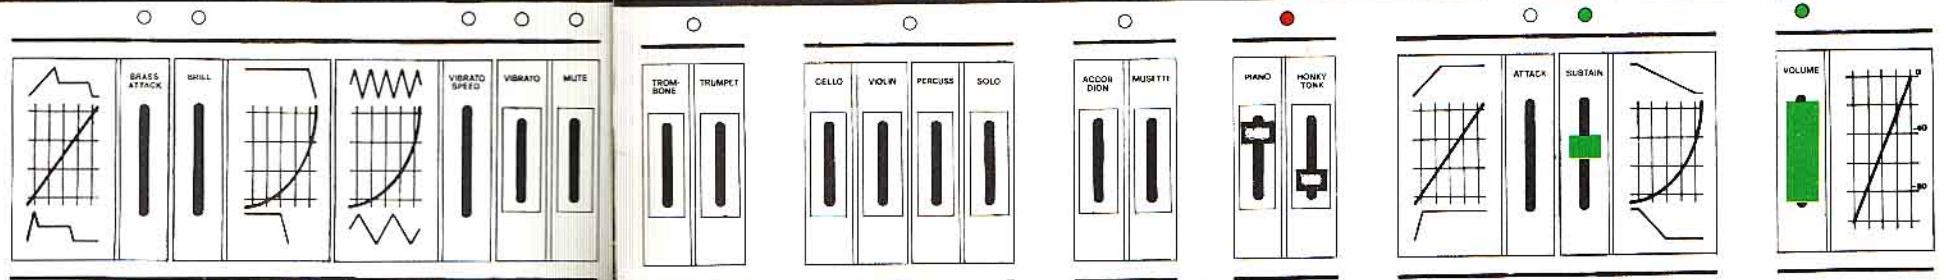 BRASS
ATTACK
BRILL
VIBRATO
SPEED
VIBRATO
MUTE
TROM-
BONE
TRUMPET
CELLO
VIOLIN
PERCUSS
SOLO
ACCOR
DION
MUSETTE
PIANO
HONKY
TONK
ATTACK
SUSTAIN
VOLUME
0
-40
-80